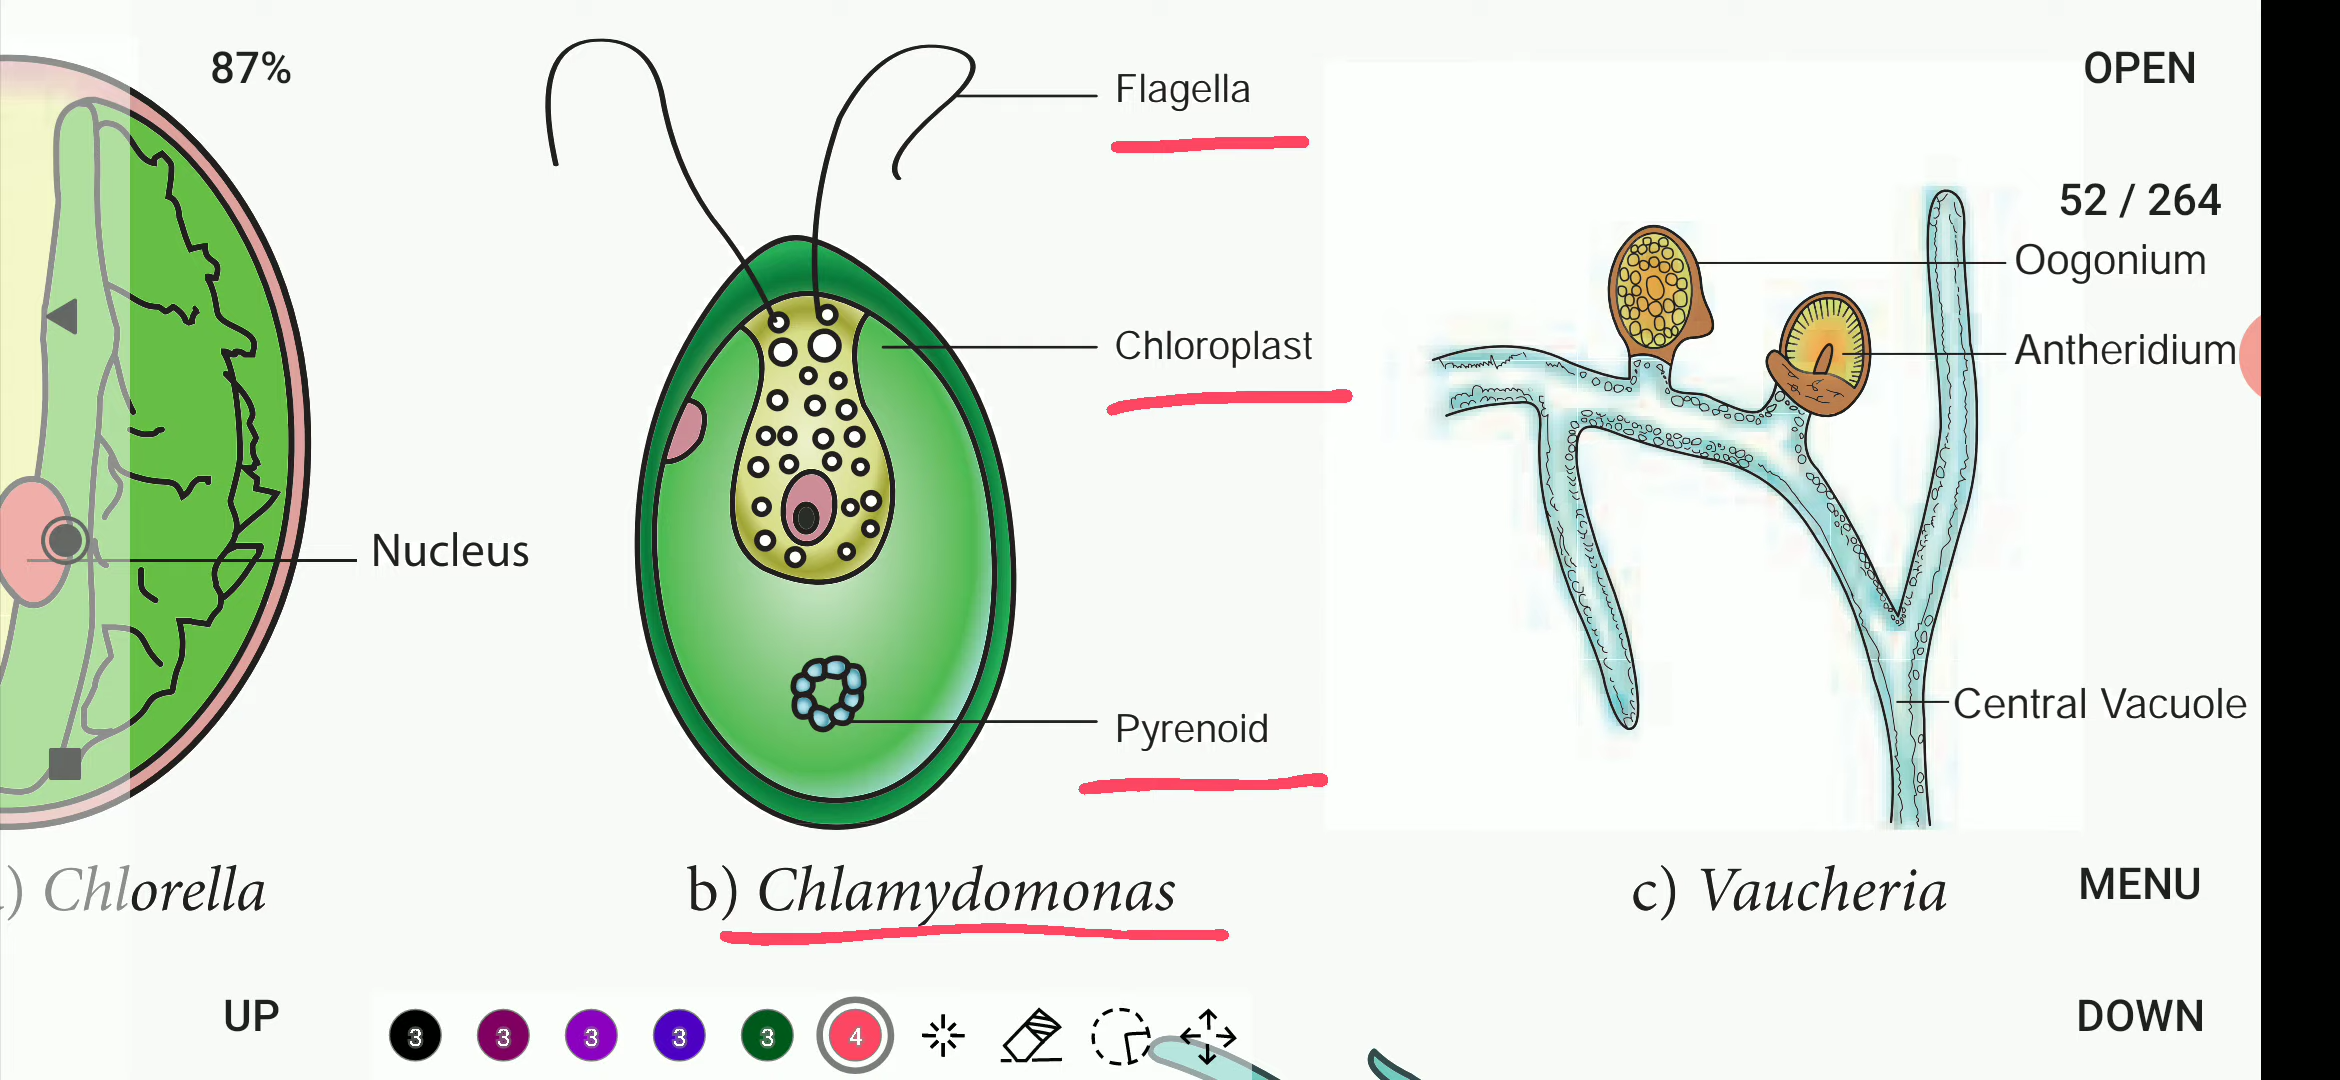 87%
OPEN
Flagella
52 / 264
Oogonium
Chloroplast
Antheridium
Nucleus
Pyrenoid
Central Vacuole
) Chlorella
b) Chlamydomonas
c) Vaucheria
MENU
UP
3 3 3 3 3 4
DOWN